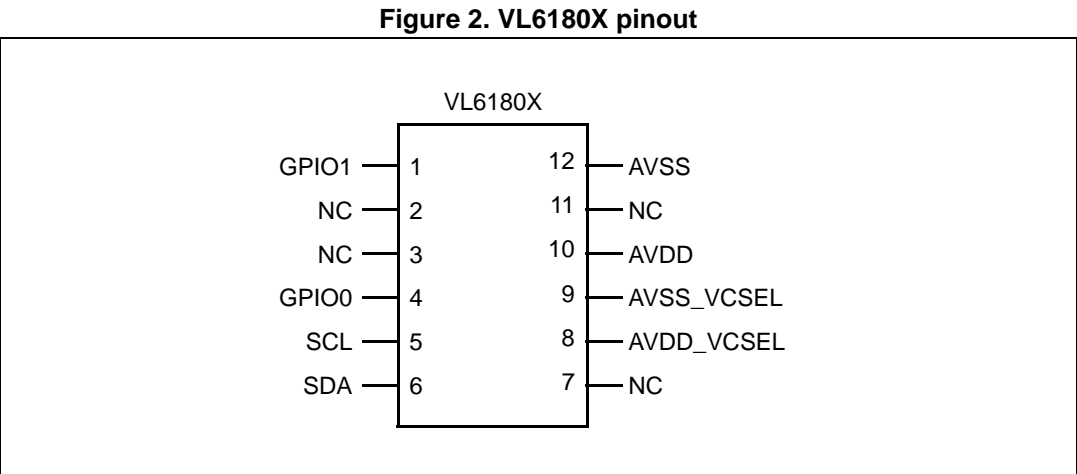 Figure 2. VL6180X pinout
VL6180X
GPIO1 1 12 AVSS
NC 2 11 NC
NC 3 10 AVDD
GPIO0 4 9 AVSS_VCSEL
SCL 5 8 AVDD_VCSEL
SDA 6 7 NC